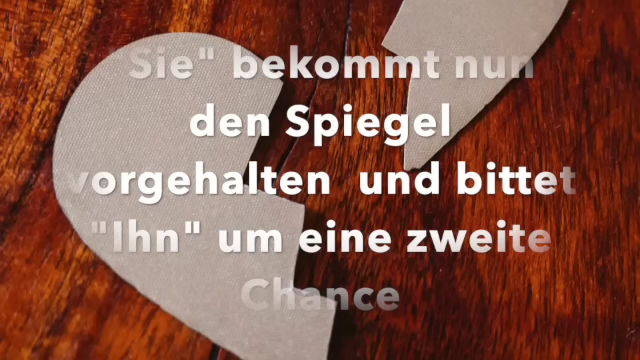 "Sie" bekommt nun
den Spiegel
vorgehalten und bittet
"Ihn" um eine zweite
Chance